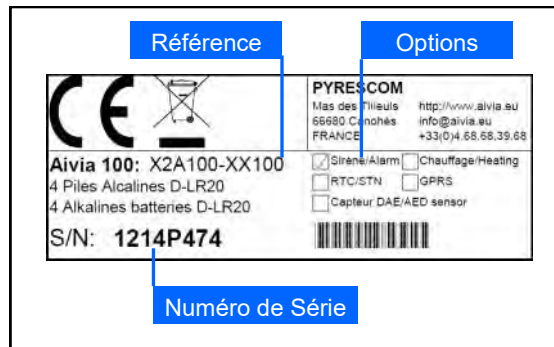 Référence
Options
CE
PYRESCOM
Mas des Tilleuls http://www.aivia.eu
66680 Canohès info@aivia.eu
FRANCE +33(0)4.68.68.39.68
Aivia 100: X2A100-XX100
4 Piles Alcalines D-LR20
4 Alkalines batteries D-LR20
S/N: 1214P474
Sirène/Alarm Chauffage/Heating
RTC/STN GPRS
Capteur DAE/AED sensor
Numéro de Série